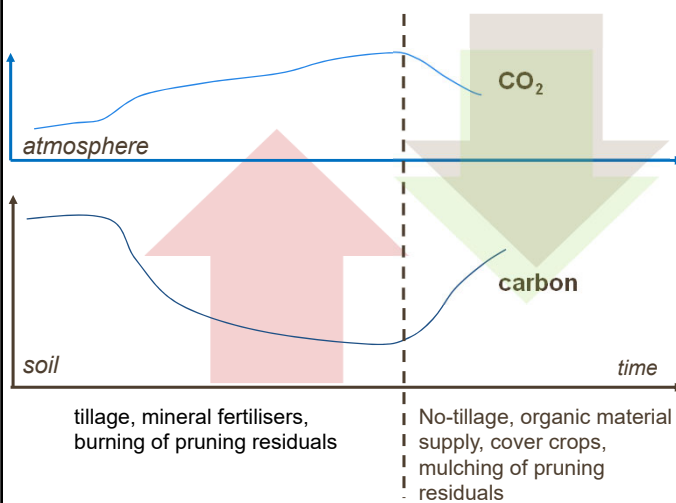 CO₂
atmosphere
carbon
soil
time
tillage, mineral fertilisers,
burning of pruning residuals
No-tillage, organic material
supply, cover crops,
mulching of pruning
residuals